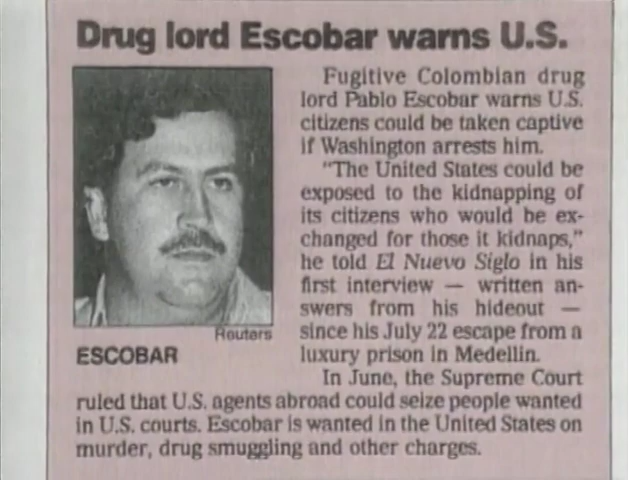 Drug lord Escobar warns U.S.
Fugitive Colombian drug
lord Pablo Escobar warns U.S.
citizens could be taken captive
if Washington arrests him.
"The United States could be
exposed to the kidnapping of
its citizens who would be ex-
changed for those it kidnaps,"
he told El Nuevo Siglo in his
first interview — written an-
swers from his hideout —
since his July 22 escape from a
luxury prison in Medellin.
Reuters
ESCOBAR
In June, the Supreme Court
ruled that U.S. agents abroad could seize people wanted
in U.S. courts. Escobar is wanted in the United States on
murder, drug smuggling and other charges.